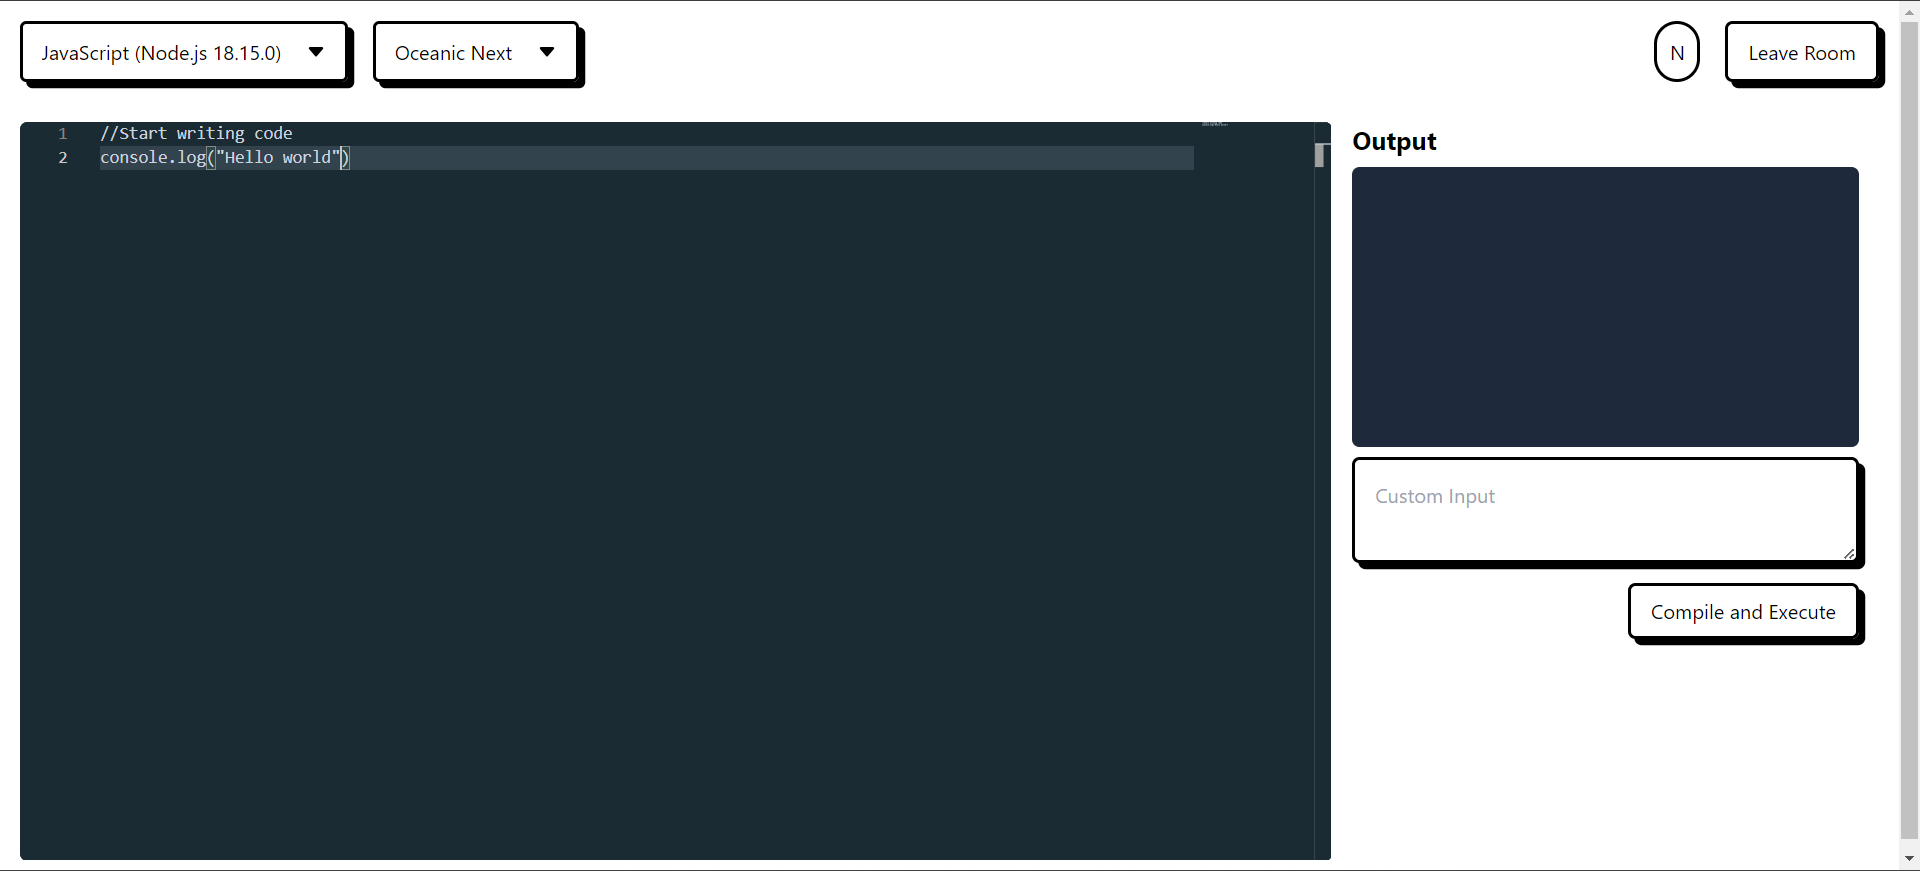 JavaScript (Node.js 18.15.0)
Oceanic Next
N
Leave Room
1 //Start writing code
2 console.log("Hello world")
Output
Custom Input
Compile and Execute